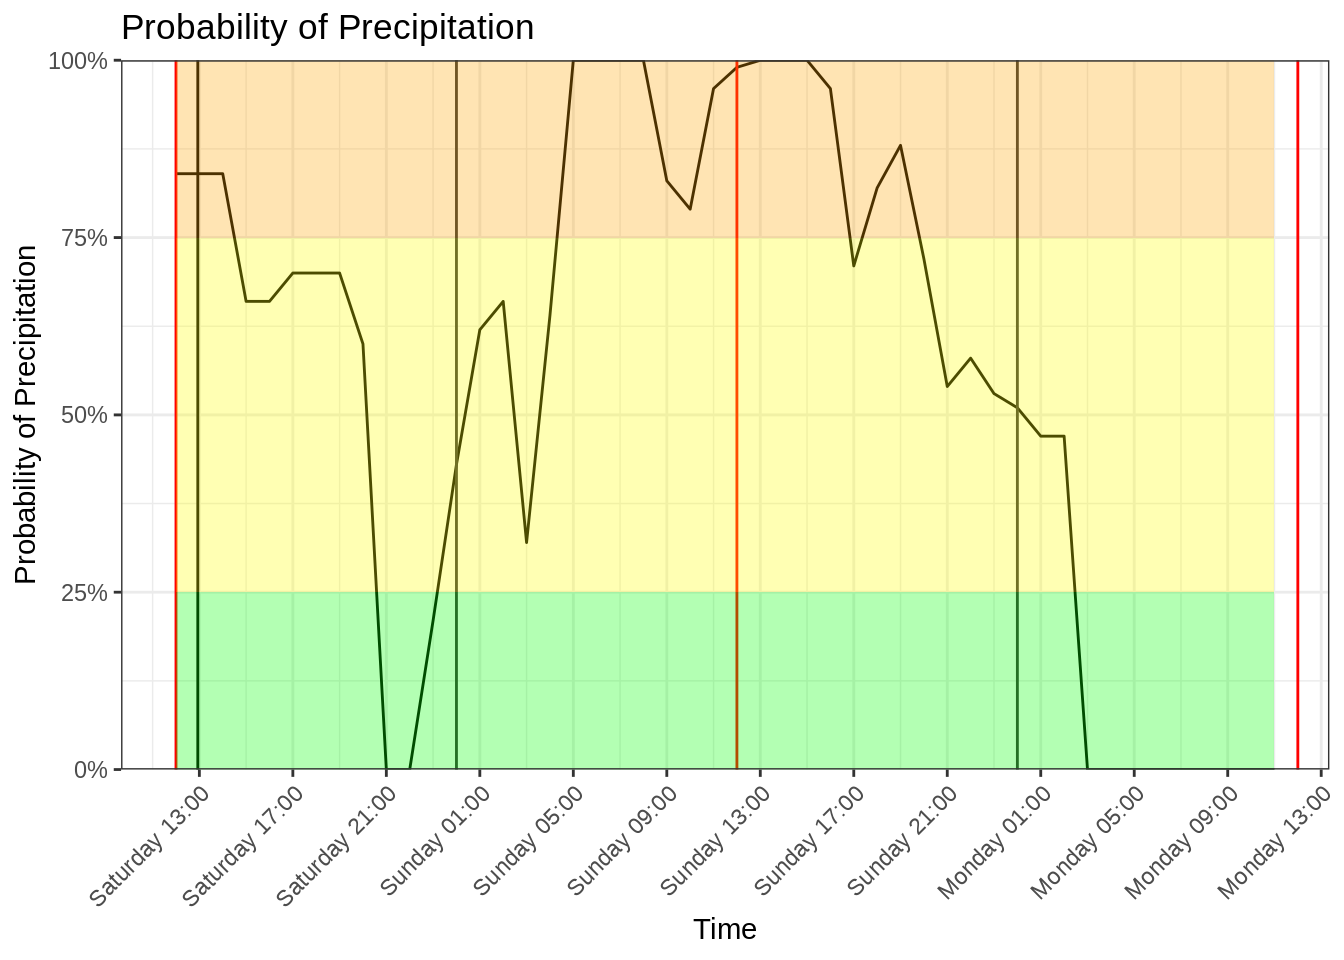 Probability of Precipitation
Probability of Precipitation
100%
75%
50%
25%
0%
Saturday 13:00
Saturday 17:00
Saturday 21:00
Sunday 01:00
Sunday 05:00
Sunday 09:00
Sunday 13:00
Sunday 17:00
Sunday 21:00
Monday 01:00
Monday 05:00
Monday 09:00
Monday 13:00
Time